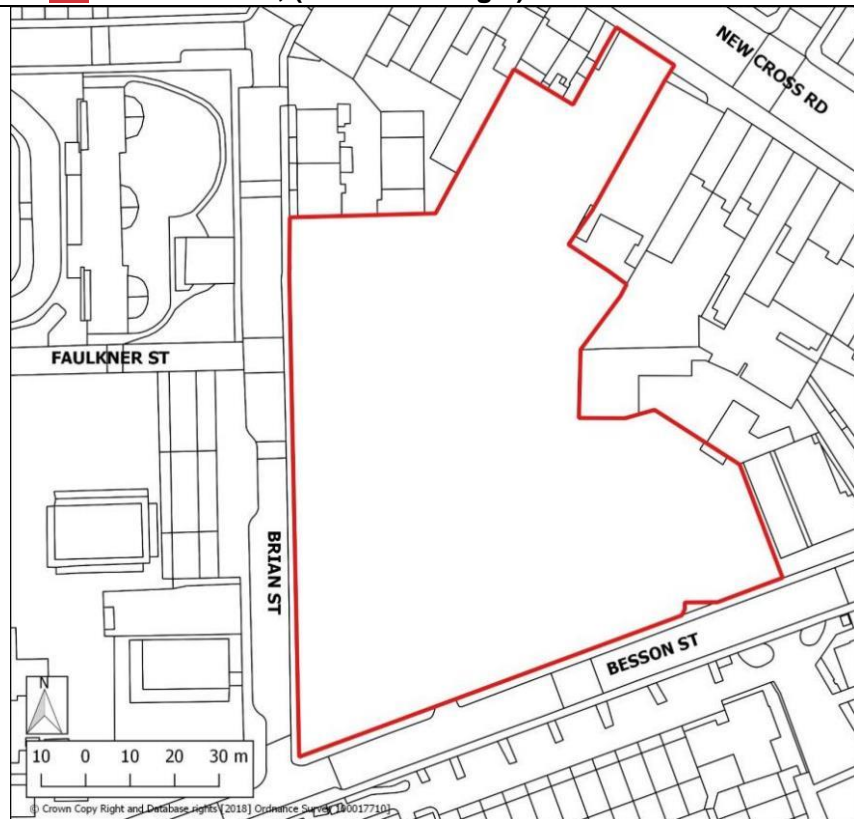 NEW CROSS RD
FAULKNER ST
BRIAN ST
BESSON ST
N
10 0 10 20 30 m
© Crown Copy Right and Database rights [2018] Ordnance Survey